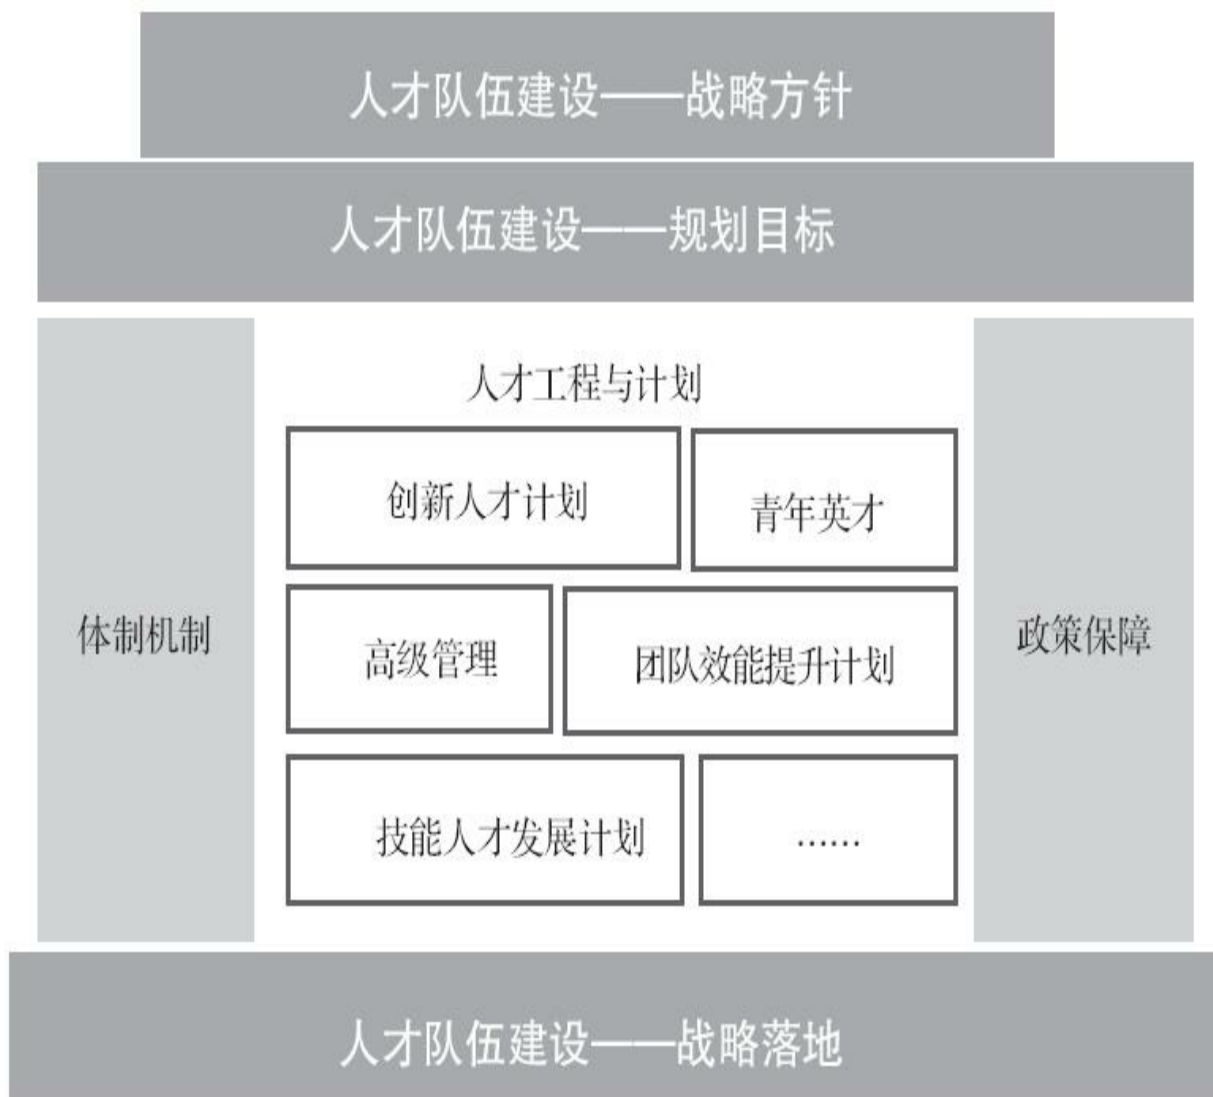 人才队伍建设——战略方针
人才队伍建设——规划目标
人才工程与计划
创新人才计划
青年英才
体制机制
高级管理
团队效能提升计划
政策保障
技能人才发展计划
……
人才队伍建设——战略落地